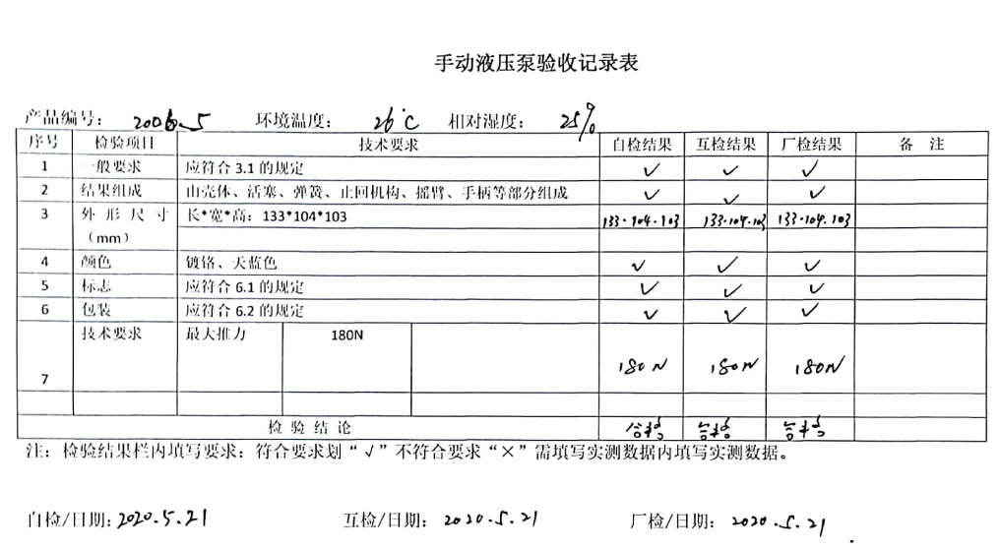 手动液压泵验收记录表
产品编号: 2006.5 环境温度: 26℃ 相对湿度: 25%
序号 检验项目 技术要求 自检结果 互检结果 厂检结果 备 注
1 一般要求 应符合 3.1 的规定 ✓ ✓ ✓
2 结果组成 由壳体、活塞、弹簧、止回机构、摇臂、手柄等部分组成 ✓ ✓ ✓
3 外 形 尺 寸 长*宽*高: 133*104*103 133·104·103 133·104·103 133·104·103
(mm)
4 颜色 镀铬、天蓝色 ✓ ✓ ✓
5 标志 应符合 6.1 的规定 ✓ ✓ ✓
6 包装 应符合 6.2 的规定 ✓ ✓ ✓
技术要求 最大推力 180N
7 180N 180N 180N
检 验 结 论 合格 合格 合格
注: 检验结果栏内填写要求: 符合要求划“√”不符合要求“×”需填写实测数据内填写实测数据。
自检/日期: 2020.5.21 互检/日期: 2020.5.21 厂检/日期: 2020.5.21